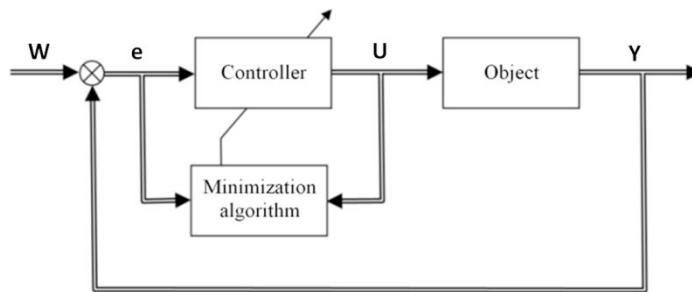 W
e
Controller
U
Object
Y
Minimization
algorithm